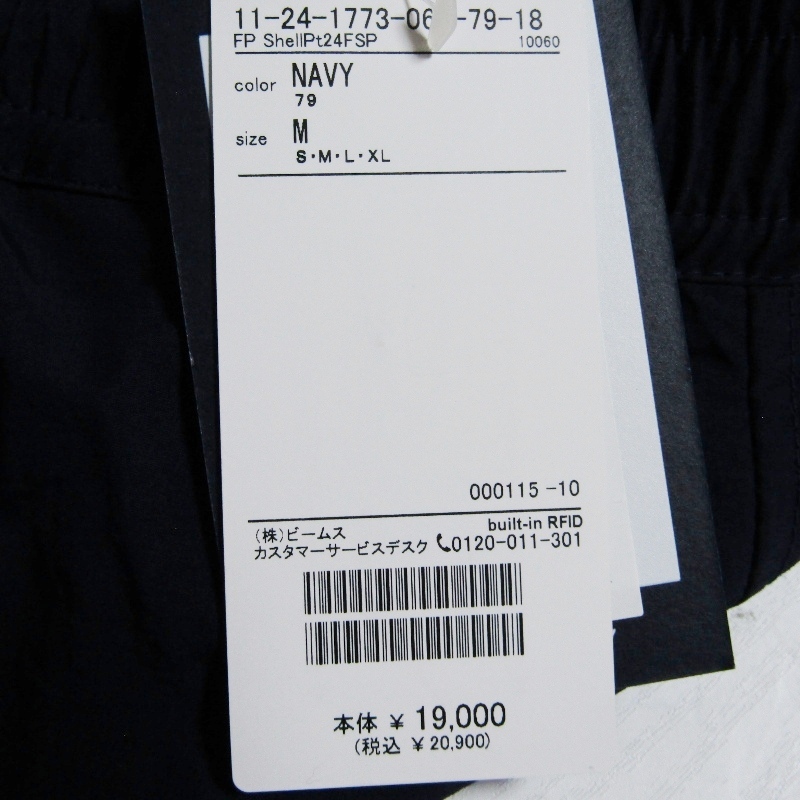 11-24-1773-06 -79-18
FP ShellPt24FSP 10060
color NAVY
79
size M
S・M・L・XL
000115 -10
built-in RFID
(株)ビームス
カスタマーサービスデスク 📞0120-011-301
本体 ¥ 19,000
(税込 ¥ 20,900)